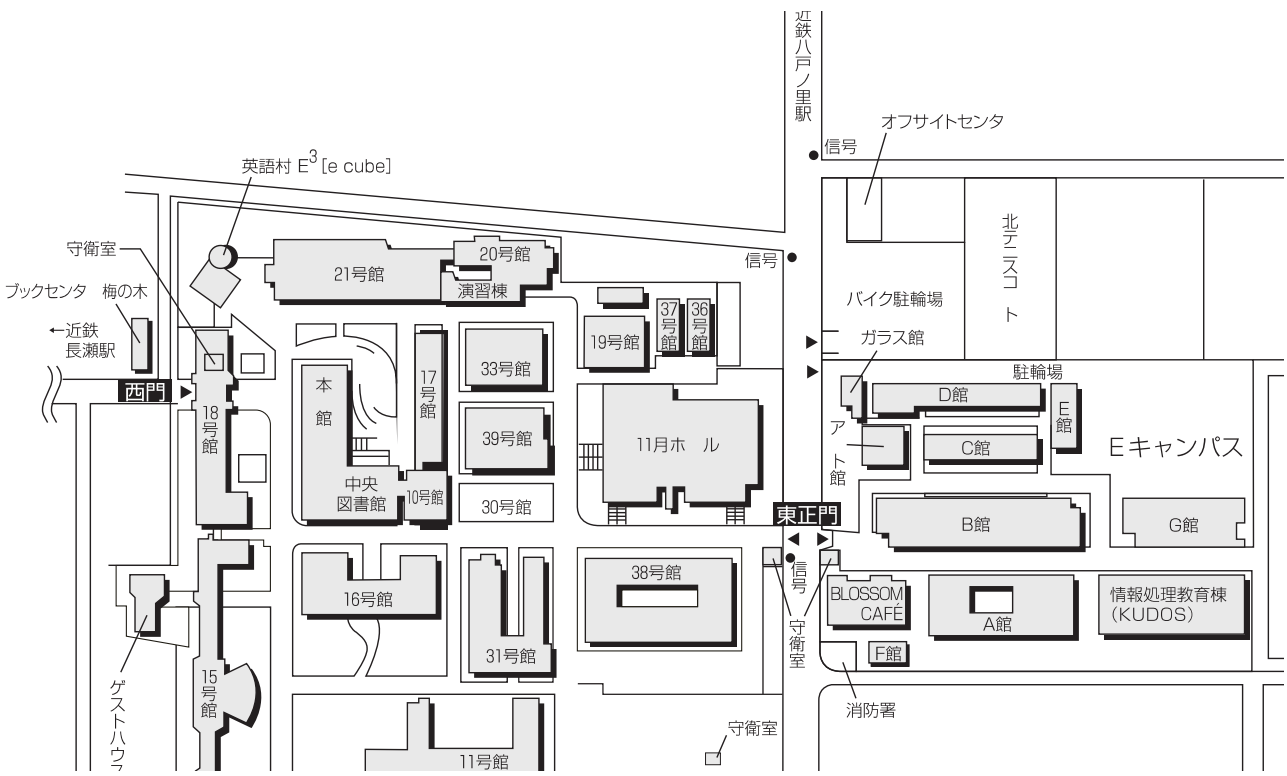 近鉄八戸ノ里駅
オフサイトセンタ
信号
英語村 E3 [e cube]
北テニスコート
守衛室
20号館
信号
21号館
ブックセンタ 梅の木
演習棟
バイク駐輪場
←近鉄
長瀬駅
37号館
36号館
19号館
ガラス館
33号館
駐輪場
西門
本館
17号館
D館
E館
18号館
アート館
39号館
11月ホール
C館
Eキャンパス
中央
図書館
10号館
30号館
東正門
B館
G館
信号
38号館
16号館
BLOSSOM
CAFÉ
A館
情報処理教育棟
(KUDOS)
守衛室
31号館
F館
15号館
ゲストハウス
消防署
守衛室
11号館